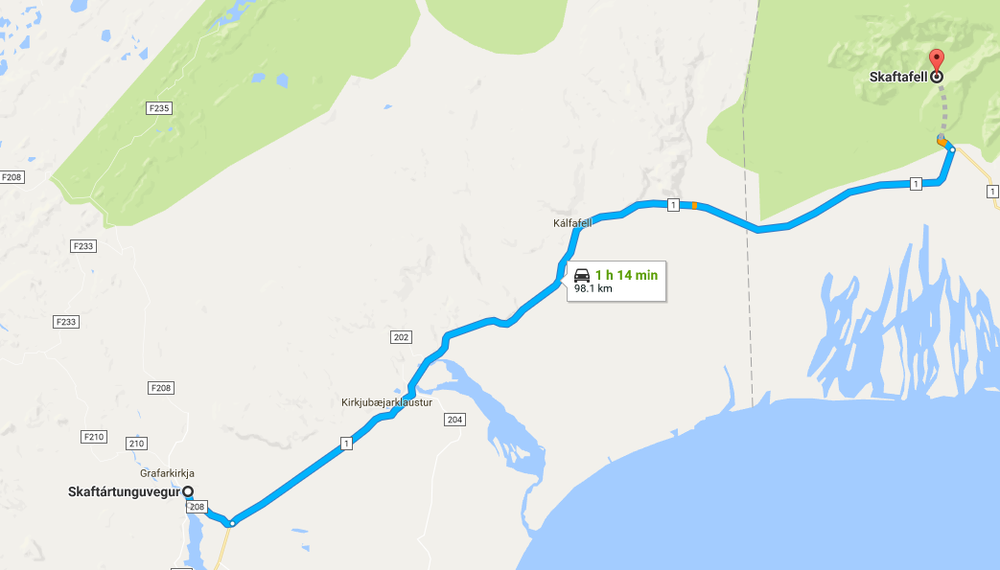 Skaftafell
F235
F208
1
1
1
Kálfafell
F233
1 h 14 min
98.1 km
F233
202
F208
Kirkjubæjarklaustur
204
F210
210
1
Grafarkirkja
Skaftártunguvegur
208